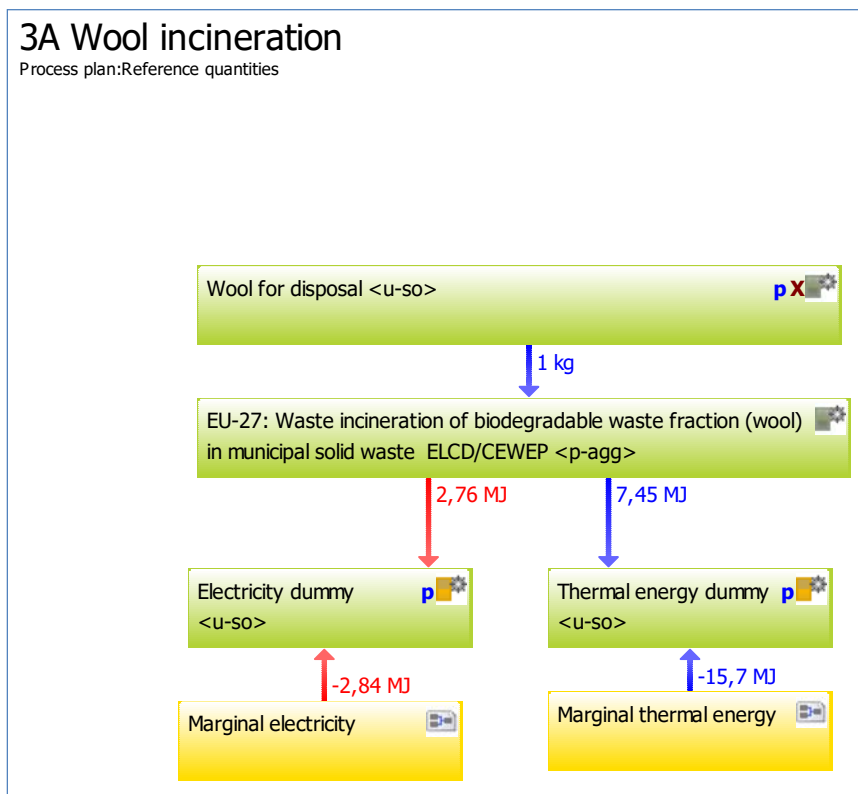 3A Wool incineration
Process plan:Reference quantities
Wool for disposal <u-so>
p X
1 kg
EU-27: Waste incineration of biodegradable waste fraction (wool)
in municipal solid waste  ELCD/CEWEP <p-agg>
2,76 MJ
7,45 MJ
Electricity dummy
p
<u-so>
Thermal energy dummy
p
<u-so>
-2,84 MJ
-15,7 MJ
Marginal electricity
Marginal thermal energy